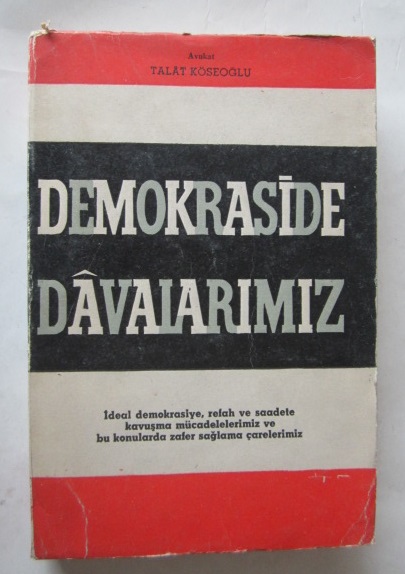 Avukat
TALÂT KÖSEOĞLU
DEMOKRASİDE
DÂVALARIMIZ
İdeal demokrasiye, refah ve saadete
kavuşma mücadelelerimiz ve
bu konularda zafer sağlama çarelerimiz